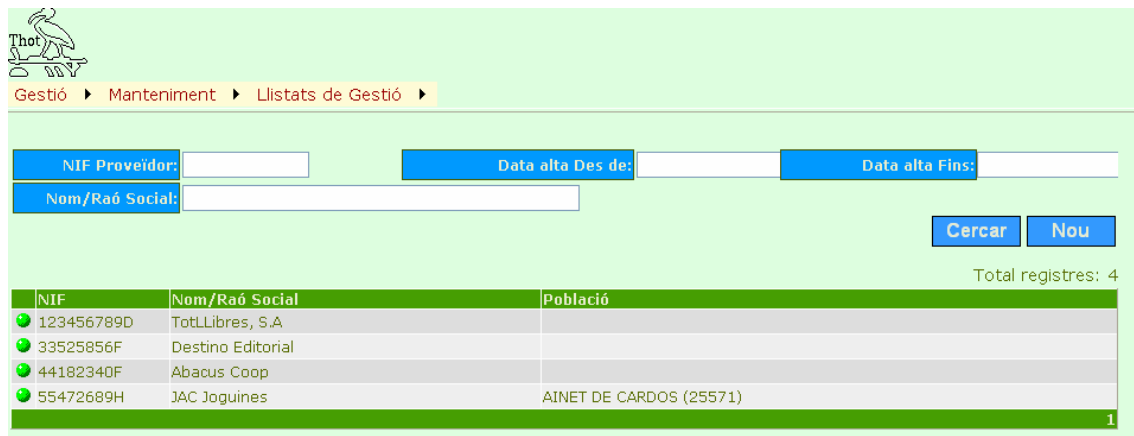 Thot
Gestió Manteniment Llistats de Gestió
NIF Proveïdor: Data alta Des de: Data alta Fins:
Nom/Raó Social:
Cercar Nou
Total registres: 4
NIF Nom/Raó Social Població
123456789D TotLLibres, S.A
33525856F Destino Editorial
44182340F Abacus Coop
55472689H JAC Joguines AINET DE CARDOS (25571)
1